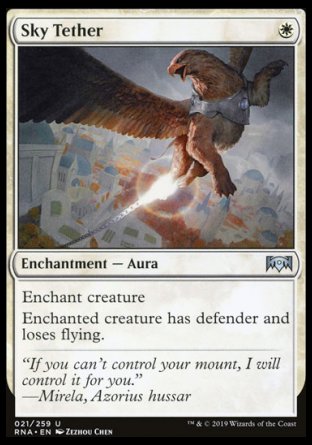 Sky Tether
Enchantment — Aura
Enchant creature
Enchanted creature has defender and
loses flying.
"If you can't control your mount, I will
control it for you."
—Mirela, Azorius hussar
021/259 U
RNA • EN Zezhou Chen
™ & © 2019 Wizards of the Coast